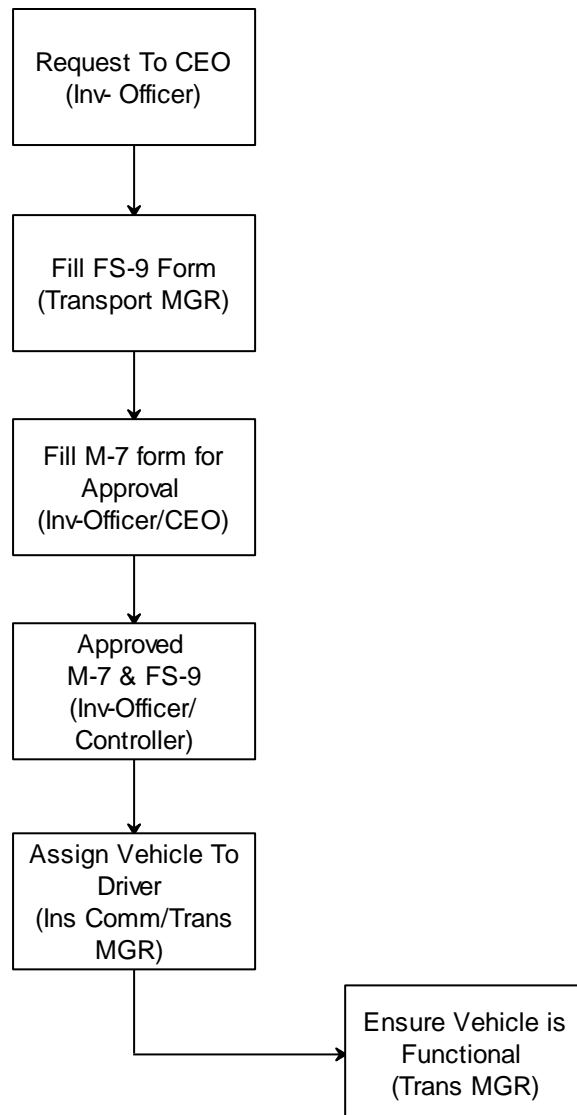 Request To CEO
(Inv- Officer)
Fill FS-9 Form
(Transport MGR)
Fill M-7 form for
Approval
(Inv-Officer/CEO)
Approved
M-7 & FS-9
(Inv-Officer/
Controller)
Assign Vehicle To
Driver
(Ins Comm/Trans
MGR)
Ensure Vehicle is
Functional
(Trans MGR)